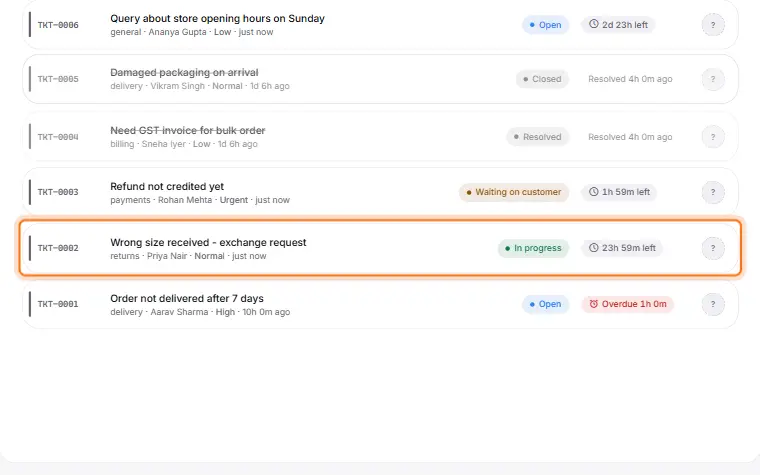 TKT-0006 Query about store opening hours on Sunday Open 2d 23h left ?
general · Ananya Gupta · Low · just now
TKT-0005 Damaged packaging on arrival Closed Resolved 4h 0m ago ?
delivery · Vikram Singh · Normal · 1d 6h ago
TKT-0004 Need GST invoice for bulk order Resolved Resolved 4h 0m ago ?
billing · Sneha Iyer · Low · 1d 6h ago
TKT-0003 Refund not credited yet Waiting on customer 1h 59m left ?
payments · Rohan Mehta · Urgent · just now
TKT-0002 Wrong size received - exchange request In progress 23h 59m left ?
returns · Priya Nair · Normal · just now
TKT-0001 Order not delivered after 7 days Open Overdue 1h 0m ?
delivery · Aarav Sharma · High · 10h 0m ago